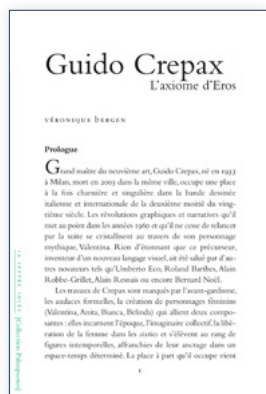 Guido Crepax
L'axiome d'Eros
VÉRONIQUE BERGEN
Prologue
Grand maître du neuvième art, Guido Crepax, né en 1933
à Milan, mort en 2003 dans la même ville, occupe une place
à la fois charnière et singulière dans la bande dessinée
italienne et internationale de la deuxième moitié du ving-
tième siècle. Les révolutions graphiques et narratives qu'il
met au point dans les années 1960 et qu'il ne cesse de relancer
par la suite se cristallisent au travers de son personnage
mythique, Valentina. Rien d'étonnant que ce précurseur,
inventeur d'un nouveau langage visuel, ait été salué par d'au-
tres novateurs tels qu'Umberto Eco, Roland Barthes, Alain
Robbe-Grillet, Alain Resnais ou encore Bernard Noël.
Les travaux de Crepax sont marqués par l'avant-gardisme,
les audaces formelles, la création de personnages féminins
(Valentina, Anita, Bianca, Belinda) qui allient deux compo-
santes : elles incarnent l'époque, l'imaginaire collectif, la libé-
ration de la femme dans les sixties et s'élèvent au rang de
figures intemporelles, affranchies de leur ancrage dans un
espace-temps déterminé. La place à part qu'il occupe vient
LA LETTRE VOLÉE